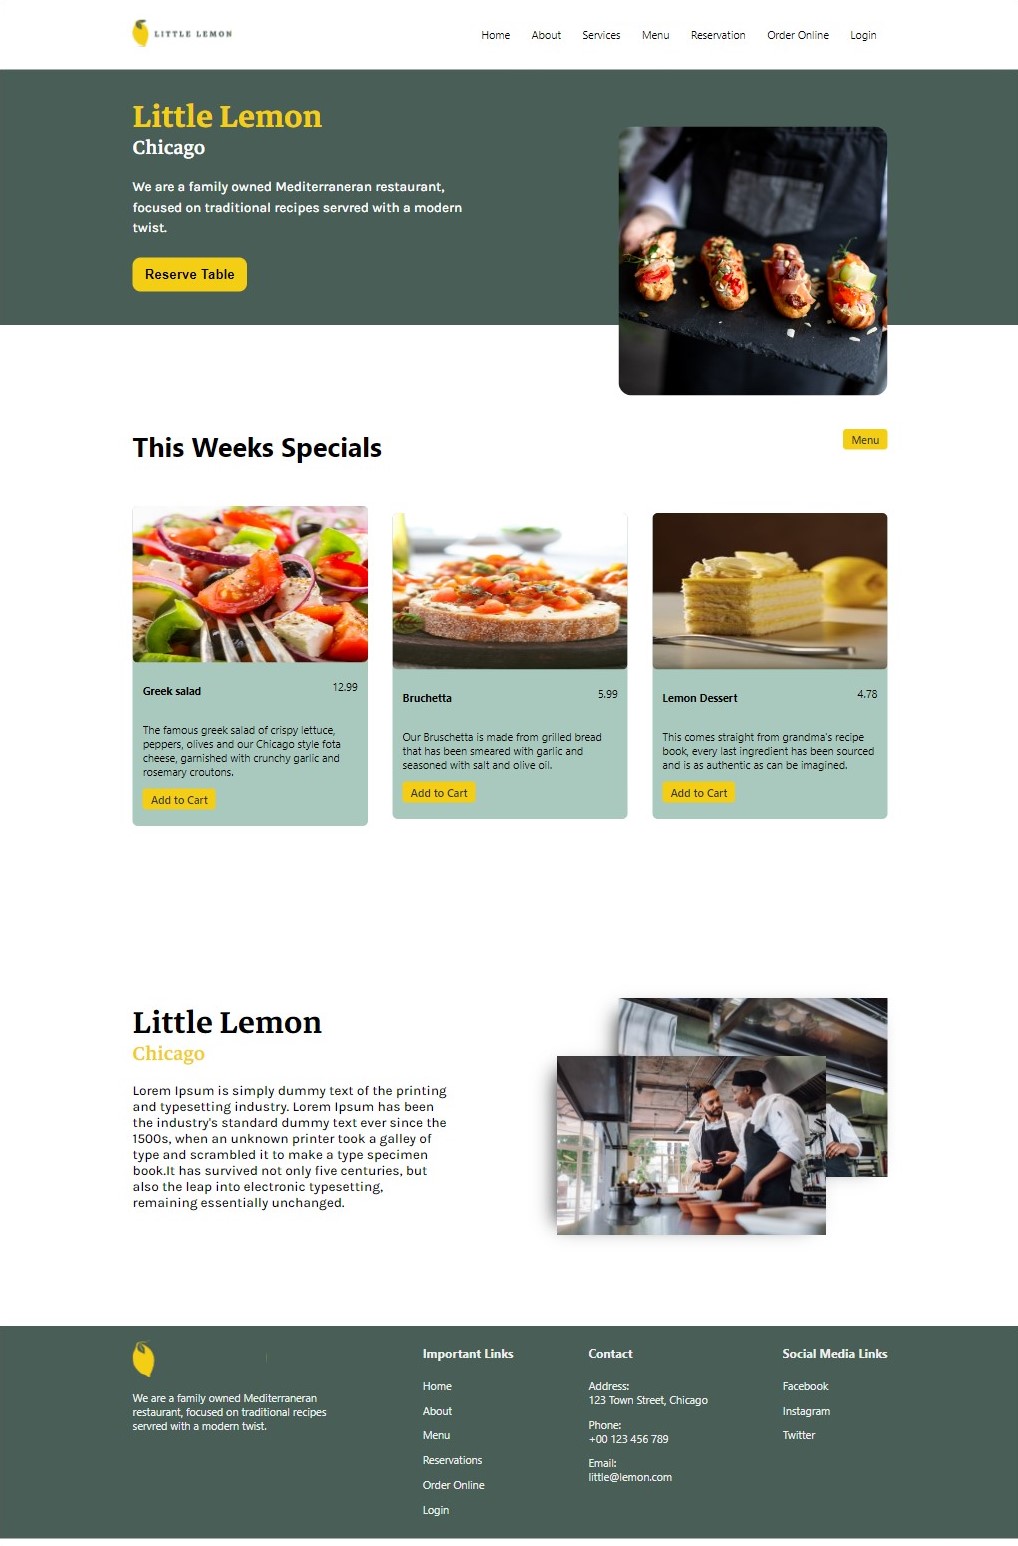 LITTLE LEMON
Home About Services Menu Reservation Order Online Login
Little Lemon
Chicago
We are a family owned Mediterraneran restaurant,
focused on traditional recipes servred with a modern
twist.
Reserve Table
This Weeks Specials
Menu
Greek salad 12.99
The famous greek salad of crispy lettuce,
peppers, olives and our Chicago style fota
cheese, garnished with crunchy garlic and
rosemary croutons.
Add to Cart
Bruchetta 5.99
Our Bruschetta is made from grilled bread
that has been smeared with garlic and
seasoned with salt and olive oil.
Add to Cart
Lemon Dessert 4.78
This comes straight from grandma's recipe
book, every last ingredient has been sourced
and is as authentic as can be imagined.
Add to Cart
Little Lemon
Chicago
Lorem Ipsum is simply dummy text of the printing
and typesetting industry. Lorem Ipsum has been
the industry's standard dummy text ever since the
1500s, when an unknown printer took a galley of
type and scrambled it to make a type specimen
book.It has survived not only five centuries, but
also the leap into electronic typesetting,
remaining essentially unchanged.
We are a family owned Mediterraneran
restaurant, focused on traditional recipes
servred with a modern twist.
Important Links
Home
About
Menu
Reservations
Order Online
Login
Contact
Address:
123 Town Street, Chicago
Phone:
+00 123 456 789
Email:
little@lemon.com
Social Media Links
Facebook
Instagram
Twitter